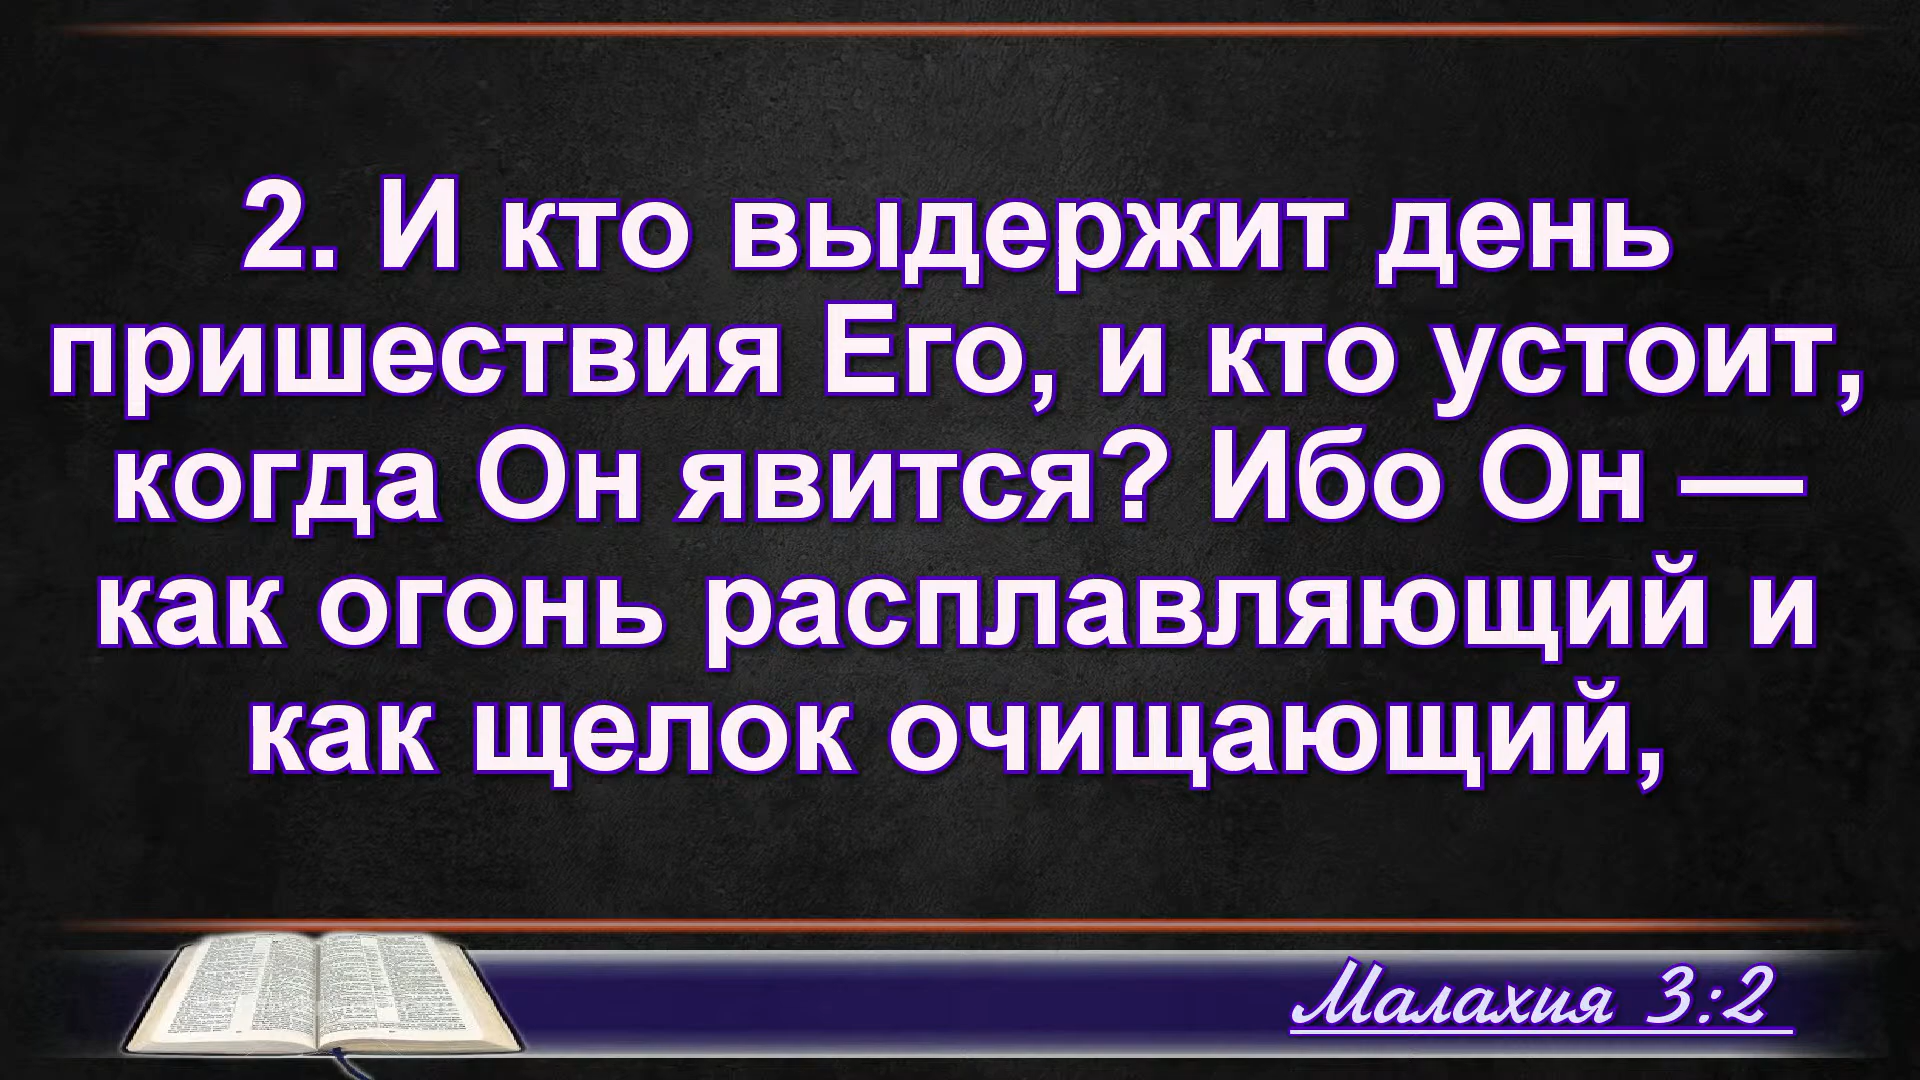 2. И кто выдержит день
пришествия Его, и кто устоит,
когда Он явится? Ибо Он —
как огонь расплавляющий и
как щелок очищающий,
Малахия 3:2